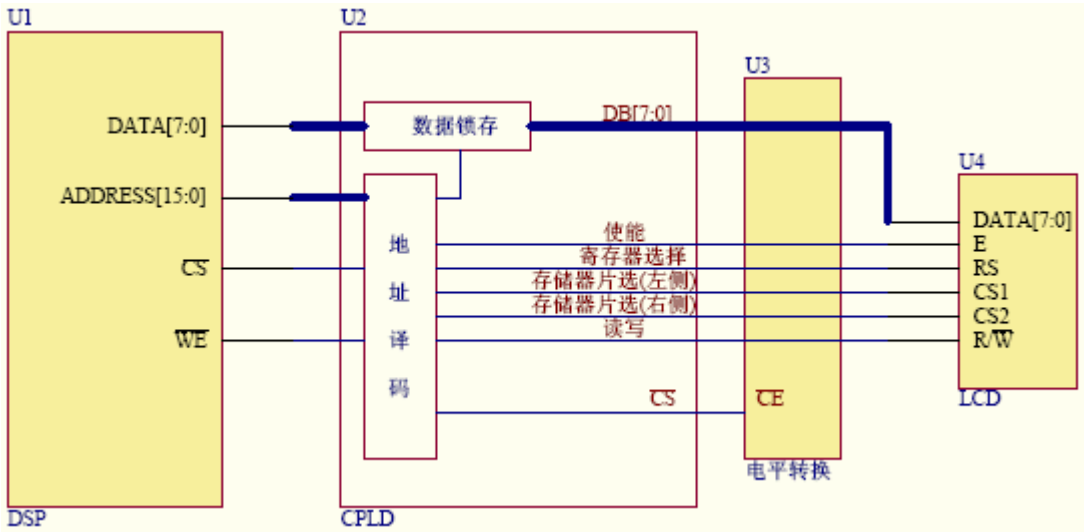 U1
DATA[7:0]
ADDRESS[15:0]
CS
WE
DSP
U2
数据锁存
DB[7:0]
地址译码
使能
寄存器选择
存储器片选(左侧)
存储器片选(右侧)
读写
CS
CPLD
U3
CE
电平转换
U4
DATA[7:0]
E
RS
CS1
CS2
R/W
LCD